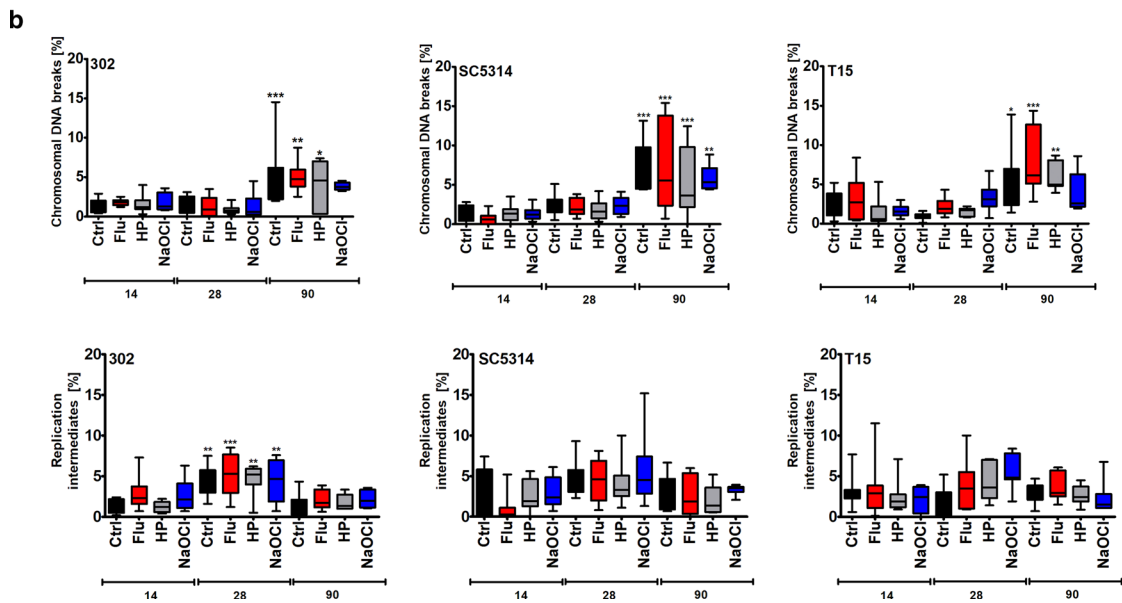 b
302
Chromosomal DNA breaks [%]
20
15
10
5
0
*** ** *
Ctrl Flu HP NaOCl Ctrl Flu HP NaOCl Ctrl Flu HP NaOCl
14 28 90
SC5314
Chromosomal DNA breaks [%]
20
15
10
5
0
*** *** *** **
Ctrl Flu HP NaOCl Ctrl Flu HP NaOCl Ctrl Flu HP NaOCl
14 28 90
T15
Chromosomal DNA breaks [%]
20
15
10
5
0
* *** **
Ctrl Flu HP NaOCl Ctrl Flu HP NaOCl Ctrl Flu HP NaOCl
14 28 90
302
Replication
intermediates [%]
20
15
10
5
0
** *** ** **
Ctrl Flu HP NaOCl Ctrl Flu HP NaOCl Ctrl Flu HP NaOCl
14 28 90
SC5314
Replication
intermediates [%]
20
15
10
5
0
Ctrl Flu HP NaOCl Ctrl Flu HP NaOCl Ctrl Flu HP NaOCl
14 28 90
T15
Replication
intermediates [%]
20
15
10
5
0
Ctrl Flu HP NaOCl Ctrl Flu HP NaOCl Ctrl Flu HP NaOCl
14 28 90